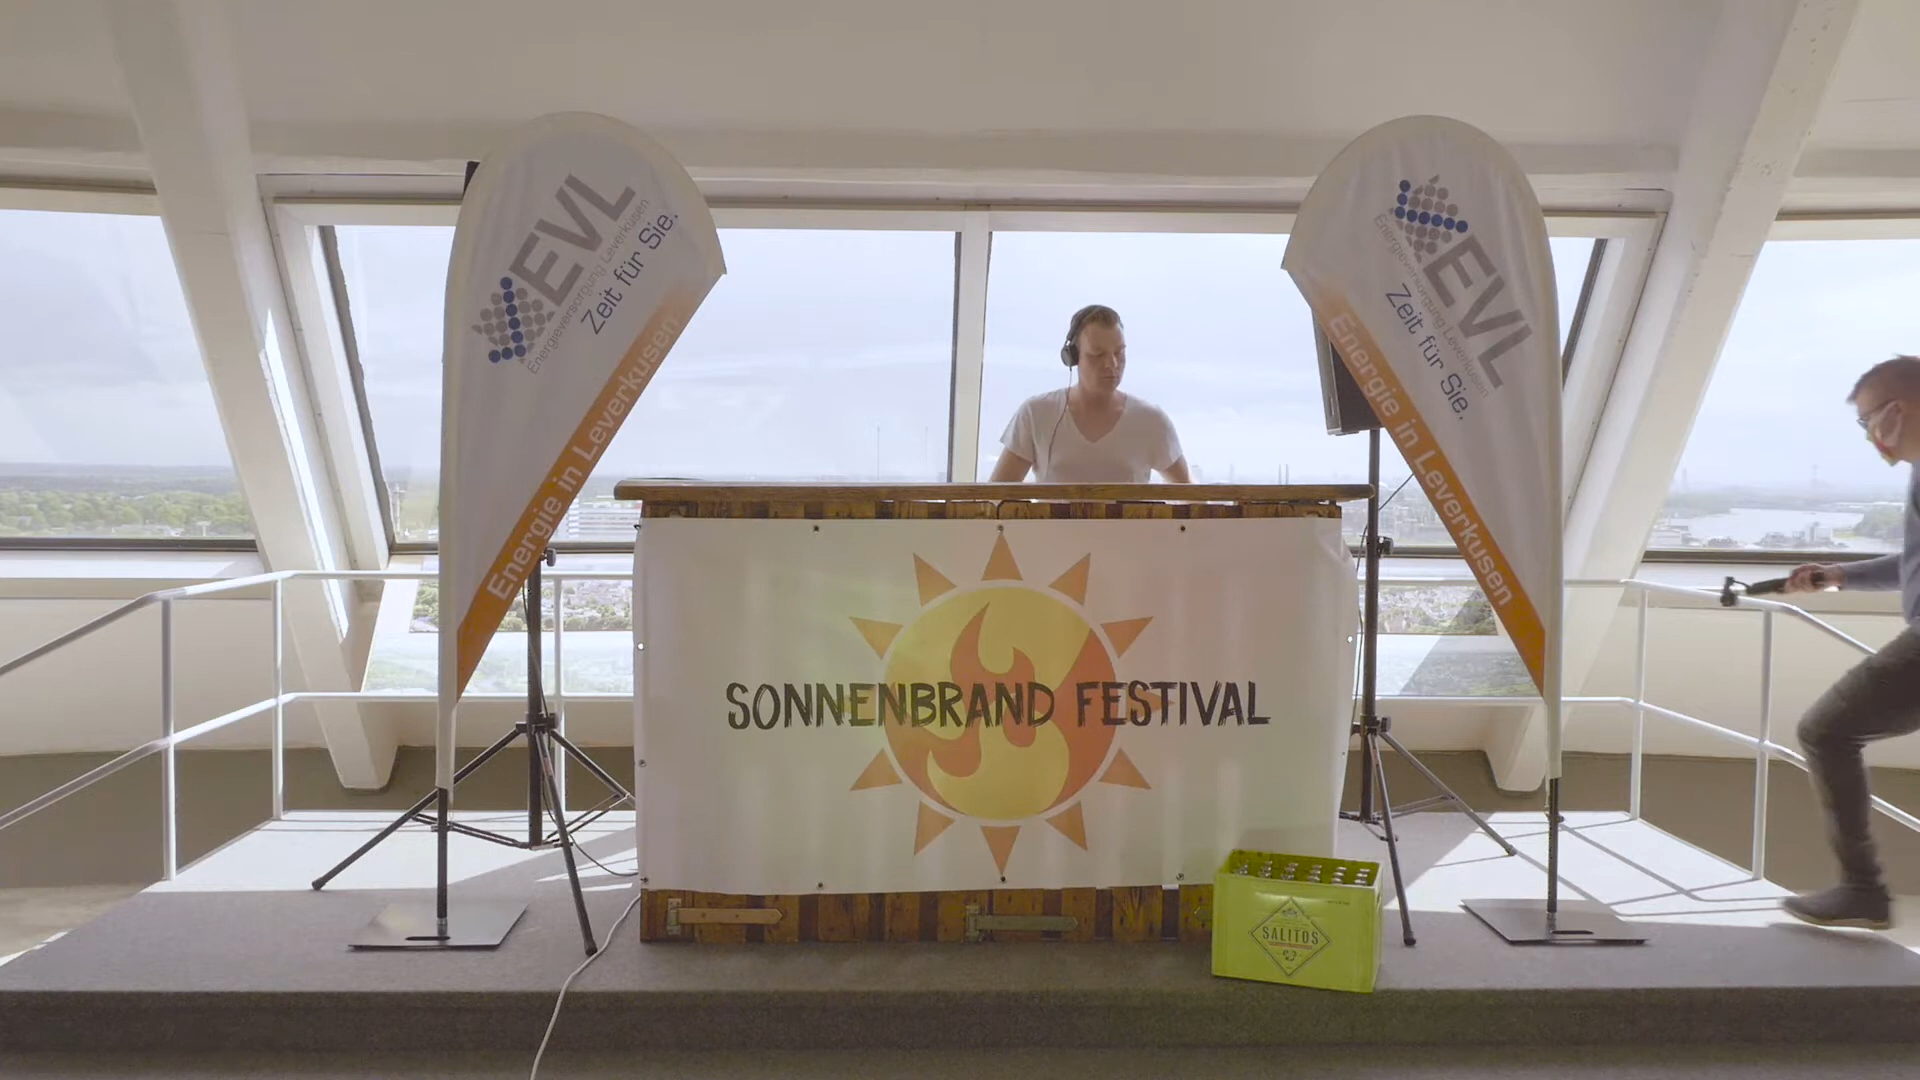 EVL
Energieversorgung Leverkusen
Zeit für Sie.
Energie in Leverkusen
EVL
Energieversorgung Leverkusen
Zeit für Sie.
Energie in Leverkusen
SONNENBRAND FESTIVAL
SALITOS